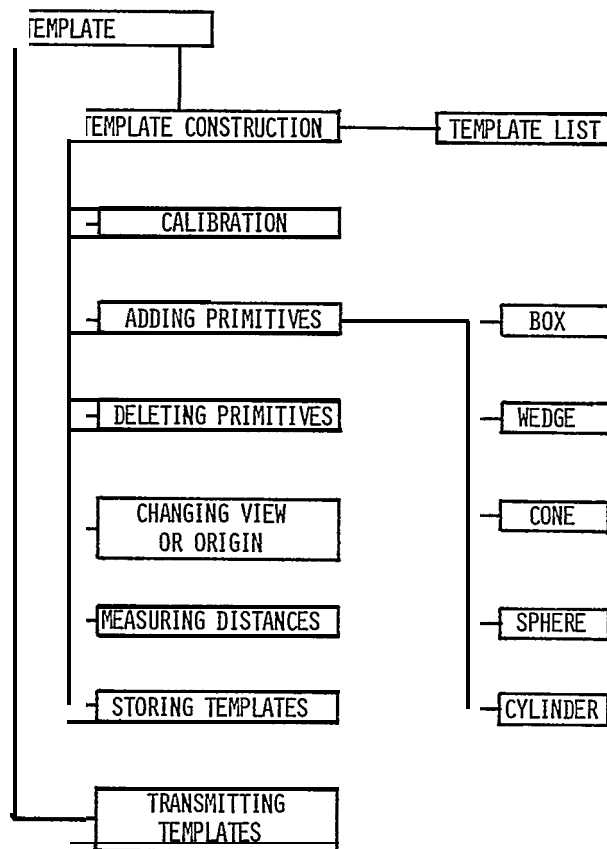 TEMPLATE
TEMPLATE CONSTRUCTION
TEMPLATE LIST
CALIBRATION
ADDING PRIMITIVES
BOX
DELETING PRIMITIVES
WEDGE
CHANGING VIEW
OR ORIGIN
CONE
MEASURING DISTANCES
SPHERE
STORING TEMPLATES
CYLINDER
TRANSMITTING
TEMPLATES